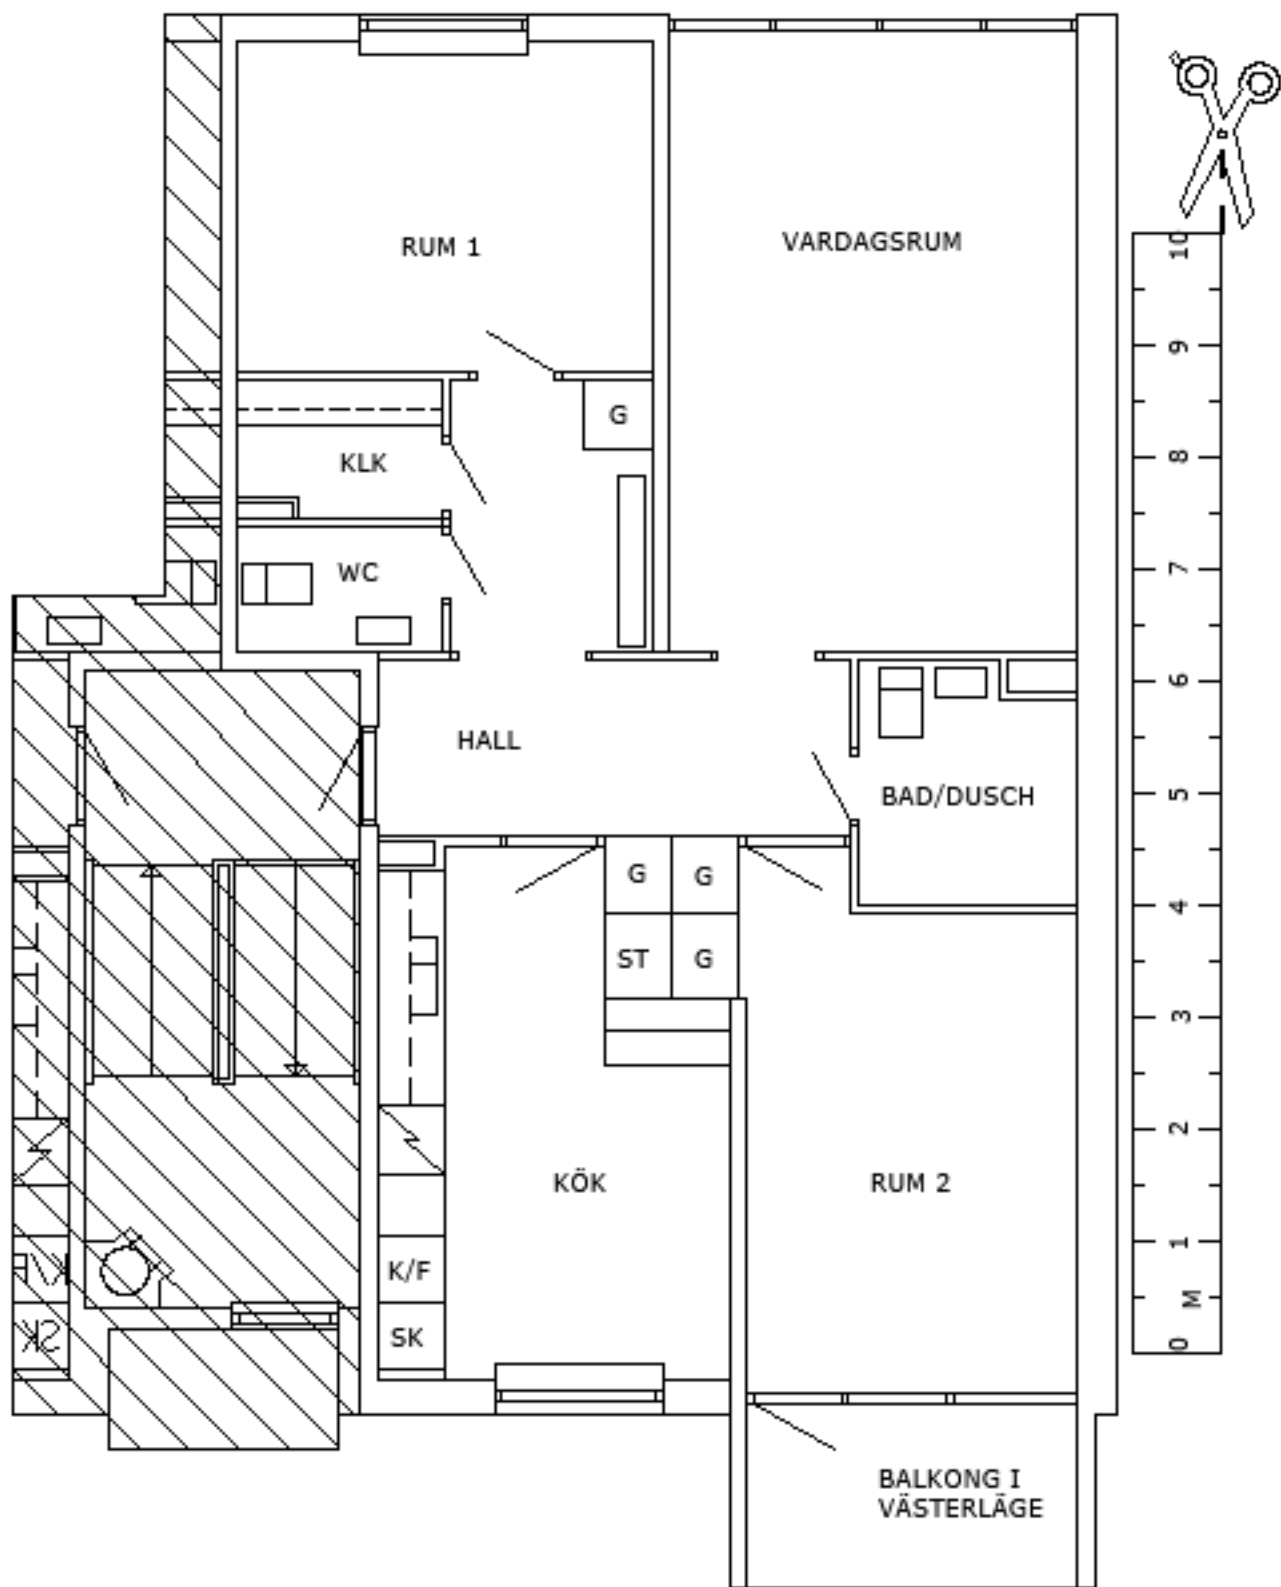 RUM 1
VARDAGSRUM
G
KLK
WC
HALL
BAD/DUSCH
G
G
ST
G
KÖK
RUM 2
K/F
SK
K/F
SK
BALKONG I
VÄSTERLÄGE
10
9
8
7
6
5
4
3
2
1
M
0